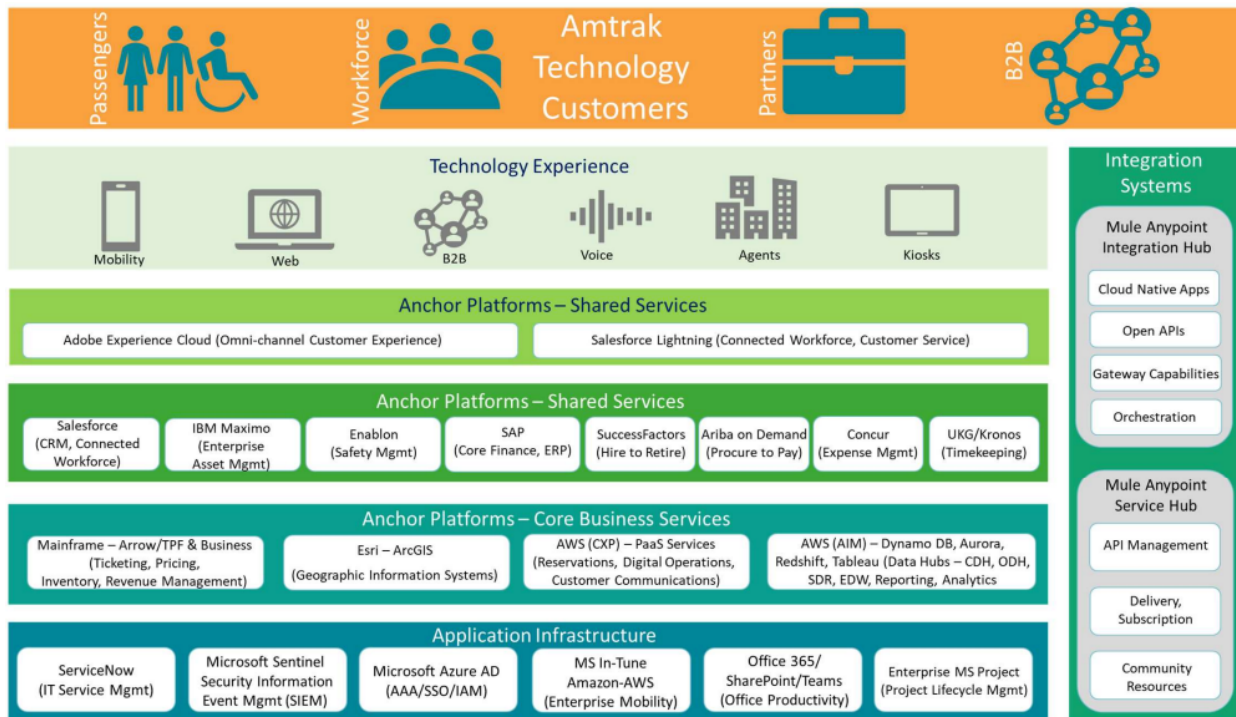 Passengers
Workforce
Amtrak
Technology
Customers
Partners
B2B
Technology Experience
Mobility
Web
B2B
Voice
Agents
Kiosks
Anchor Platforms – Shared Services
Adobe Experience Cloud (Omni-channel Customer Experience)
Salesforce Lightning (Connected Workforce, Customer Service)
Anchor Platforms – Shared Services
Salesforce
(CRM, Connected
Workforce)
IBM Maximo
(Enterprise
Asset Mgmt)
Enablon
(Safety Mgmt)
SAP
(Core Finance, ERP)
SuccessFactors
(Hire to Retire)
Ariba on Demand
(Procure to Pay)
Concur
(Expense Mgmt)
UKG/Kronos
(Timekeeping)
Anchor Platforms – Core Business Services
Mainframe – Arrow/TPF & Business
(Ticketing, Pricing,
Inventory, Revenue Management)
Esri – ArcGIS
(Geographic Information Systems)
AWS (CXP) – PaaS Services
(Reservations, Digital Operations,
Customer Communications)
AWS (AIM) – Dynamo DB, Aurora,
Redshift, Tableau (Data Hubs – CDH, ODH,
SDR, EDW, Reporting, Analytics
Application Infrastructure
ServiceNow
(IT Service Mgmt)
Microsoft Sentinel
Security Information
Event Mgmt (SIEM)
Microsoft Azure AD
(AAA/SSO/IAM)
MS In-Tune
Amazon-AWS
(Enterprise Mobility)
Office 365/
SharePoint/Teams
(Office Productivity)
Enterprise MS Project
(Project Lifecycle Mgmt)
Integration
Systems
Mule Anypoint
Integration Hub
Cloud Native Apps
Open APIs
Gateway Capabilities
Orchestration
Mule Anypoint
Service Hub
API Management
Delivery,
Subscription
Community
Resources